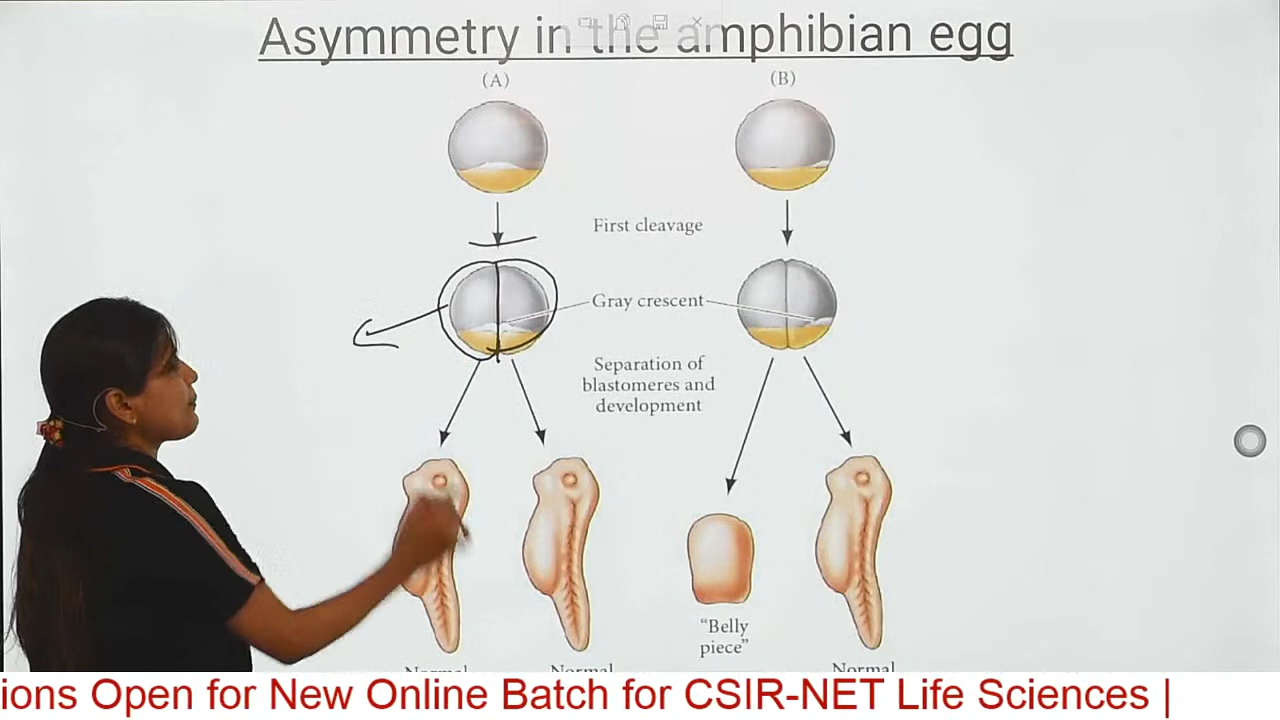 Asymmetry in the amphibian egg
(A)
(B)
First cleavage
Gray crescent
Separation of
blastomeres and
development
"Belly
piece"
Normal
Normal
Normal
ions Open for New Online Batch for CSIR-NET Life Sciences |